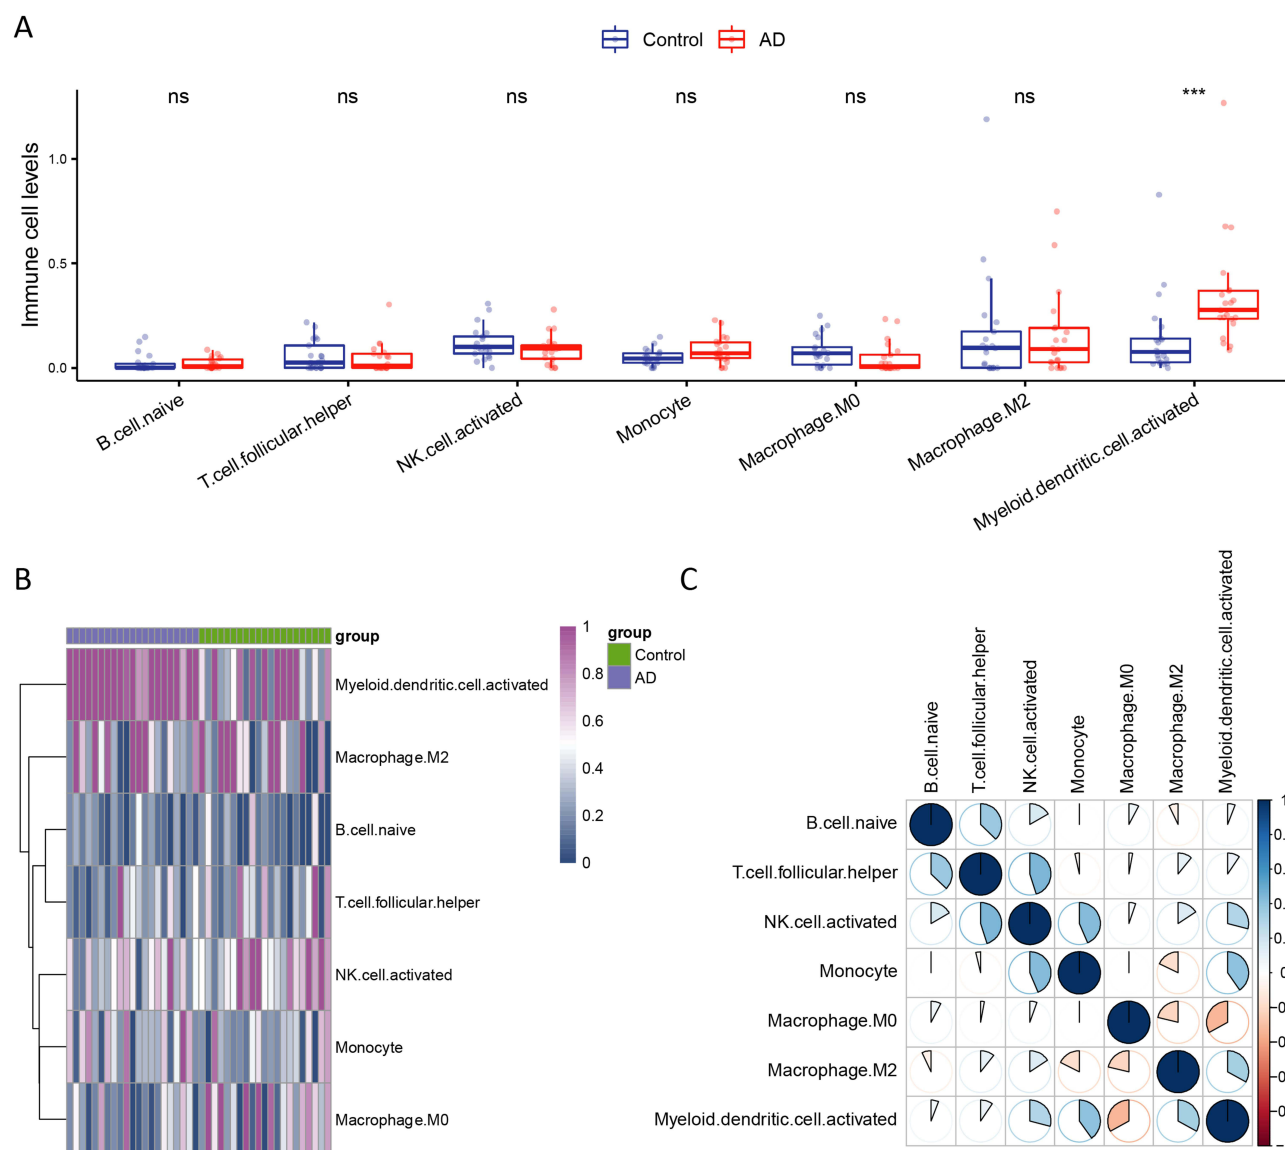 A
Control AD
ns ns ns ns ns ns ***
Immune cell levels
1.0
0.5
0.0
B.cell.naive
T.cell.follicular.helper
NK.cell.activated
Monocyte
Macrophage.M0
Macrophage.M2
Myeloid.dendritic.cell.activated
B
group
Myeloid.dendritic.cell.activated
Macrophage.M2
B.cell.naive
T.cell.follicular.helper
NK.cell.activated
Monocyte
Macrophage.M0
1
0.8
0.6
0.4
0.2
0
group
Control
AD
C
B.cell.naive
T.cell.follicular.helper
NK.cell.activated
Monocyte
Macrophage.M0
Macrophage.M2
Myeloid.dendritic.cell.activated
B.cell.naive
T.cell.follicular.helper
NK.cell.activated
Monocyte
Macrophage.M0
Macrophage.M2
Myeloid.dendritic.cell.activated